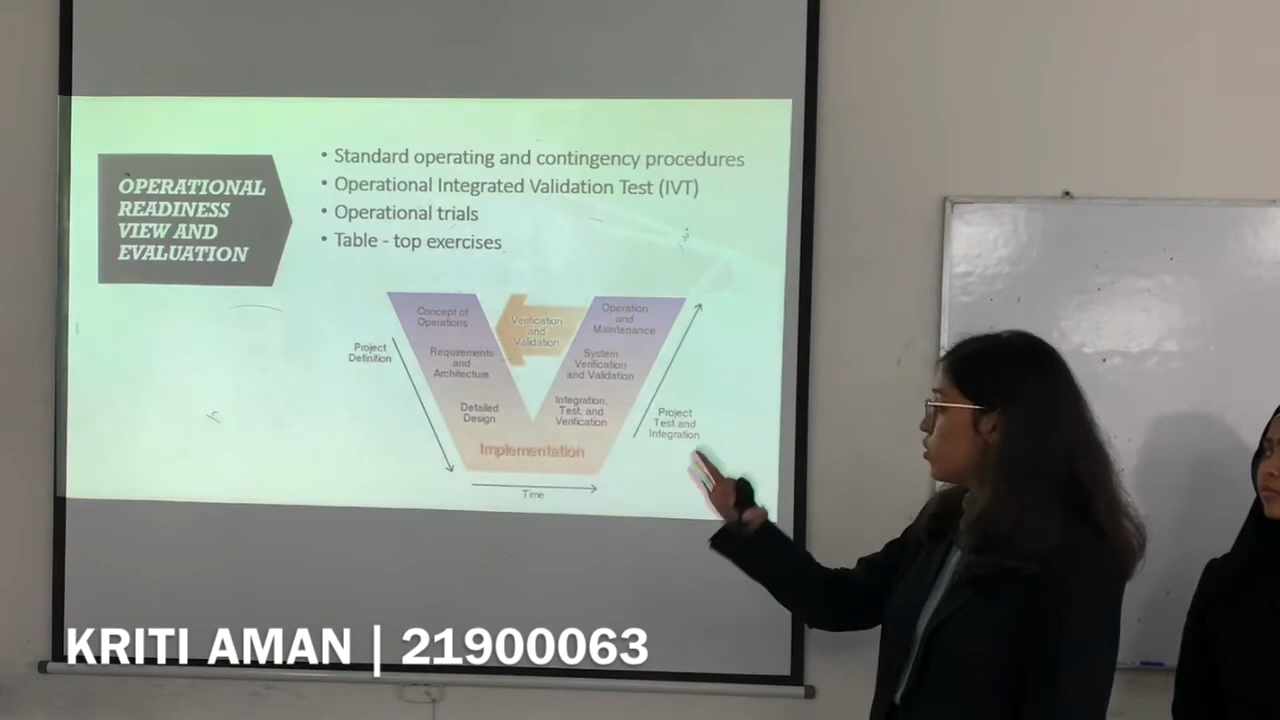 OPERATIONAL
READINESS
VIEW AND
EVALUATION
• Standard operating and contingency procedures
• Operational Integrated Validation Test (IVT)
• Operational trials
• Table - top exercises
Project
Definition
Concept of
Operations
Requirements
and
Architecture
Detailed
Design
Verification
and
Validation
Operation
and
Maintenance
System
Verification
and Validation
Integration,
Test, and
Verification
Implementation
Project
Test and
Integration
Time
KRITI AMAN | 21900063